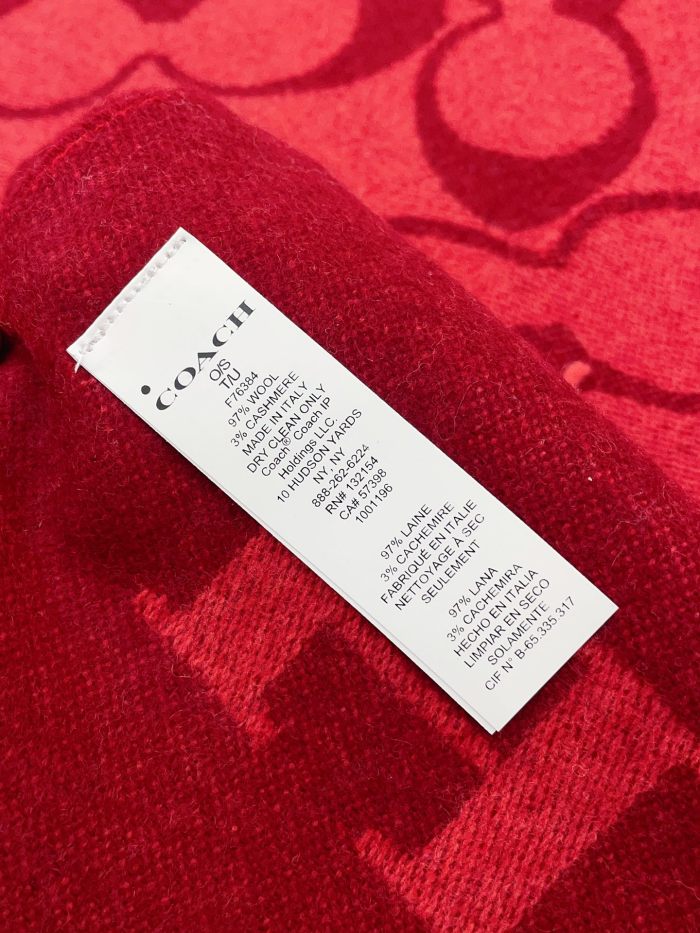 COACH
O/S
T/U
F76384
97% WOOL
3% CASHMERE
MADE IN ITALY
DRY CLEAN ONLY
Coach® Coach IP
Holdings LLC.
10 HUDSON YARDS
NY, NY
888-262-6224
RN# 132154
CA# 57398
1001196
97% LAINE
3% CACHEMIRE
FABRIQUÉ EN ITALIE
NETTOYAGE À SEC
SEULEMENT
97% LANA
3% CACHEMIRA
HECHO EN ITALIA
LIMPIAR EN SECO
SOLAMENTE
CIF N° B-65.335.317